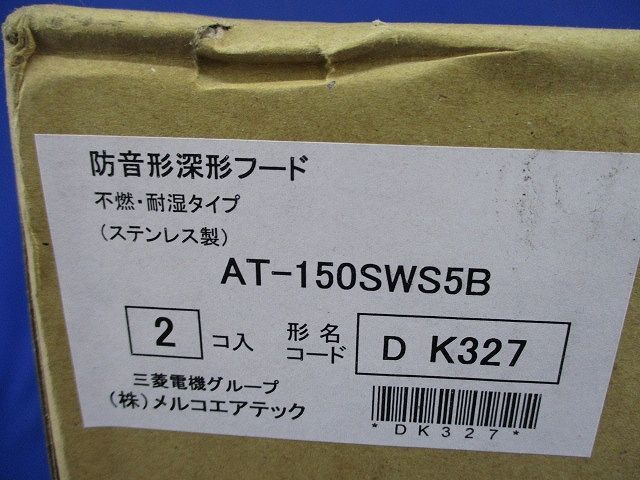 防音形深形フード
不燃・耐湿タイプ
(ステンレス製)
AT-150SWS5B
2 コ入
形名コード D K327
三菱電機グループ
(株)メルコエアテック
*DK327*